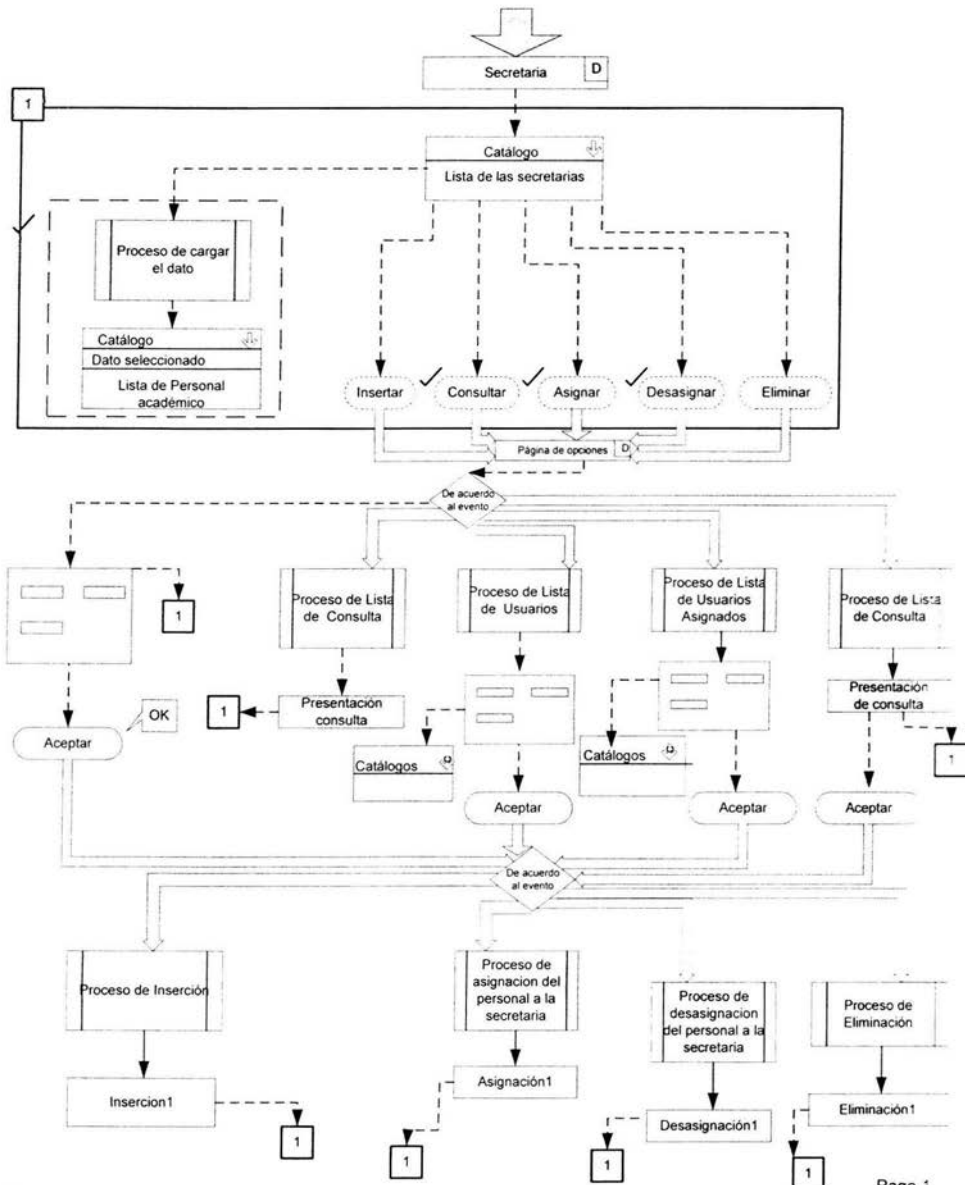 Secretaria
D
1
Catálogo
Lista de las secretarias
Proceso de cargar
el dato
Catálogo
Dato seleccionado
Lista de Personal
académico
Insertar
Consultar
Asignar
Desasignar
Eliminar
Página de opciones
D
De acuerdo
al evento
1
Proceso de Lista
de Consulta
Proceso de Lista
de Usuarios
Proceso de Lista
de Usuarios
Asignados
Proceso de Lista
de Consulta
OK
Aceptar
1
Presentación
consulta
Catálogos
Aceptar
Catálogos
Aceptar
Presentación
de consulta
1
Aceptar
De acuerdo
al evento
Proceso de Inserción
Proceso de
asignacion del
personal a la
secretaria
Proceso de
desasignacion
del personal a la
secretaria
Proceso de
Eliminación
Insercion1
1
Asignación1
1
Desasignación1
1
Eliminación1
1
Page 1